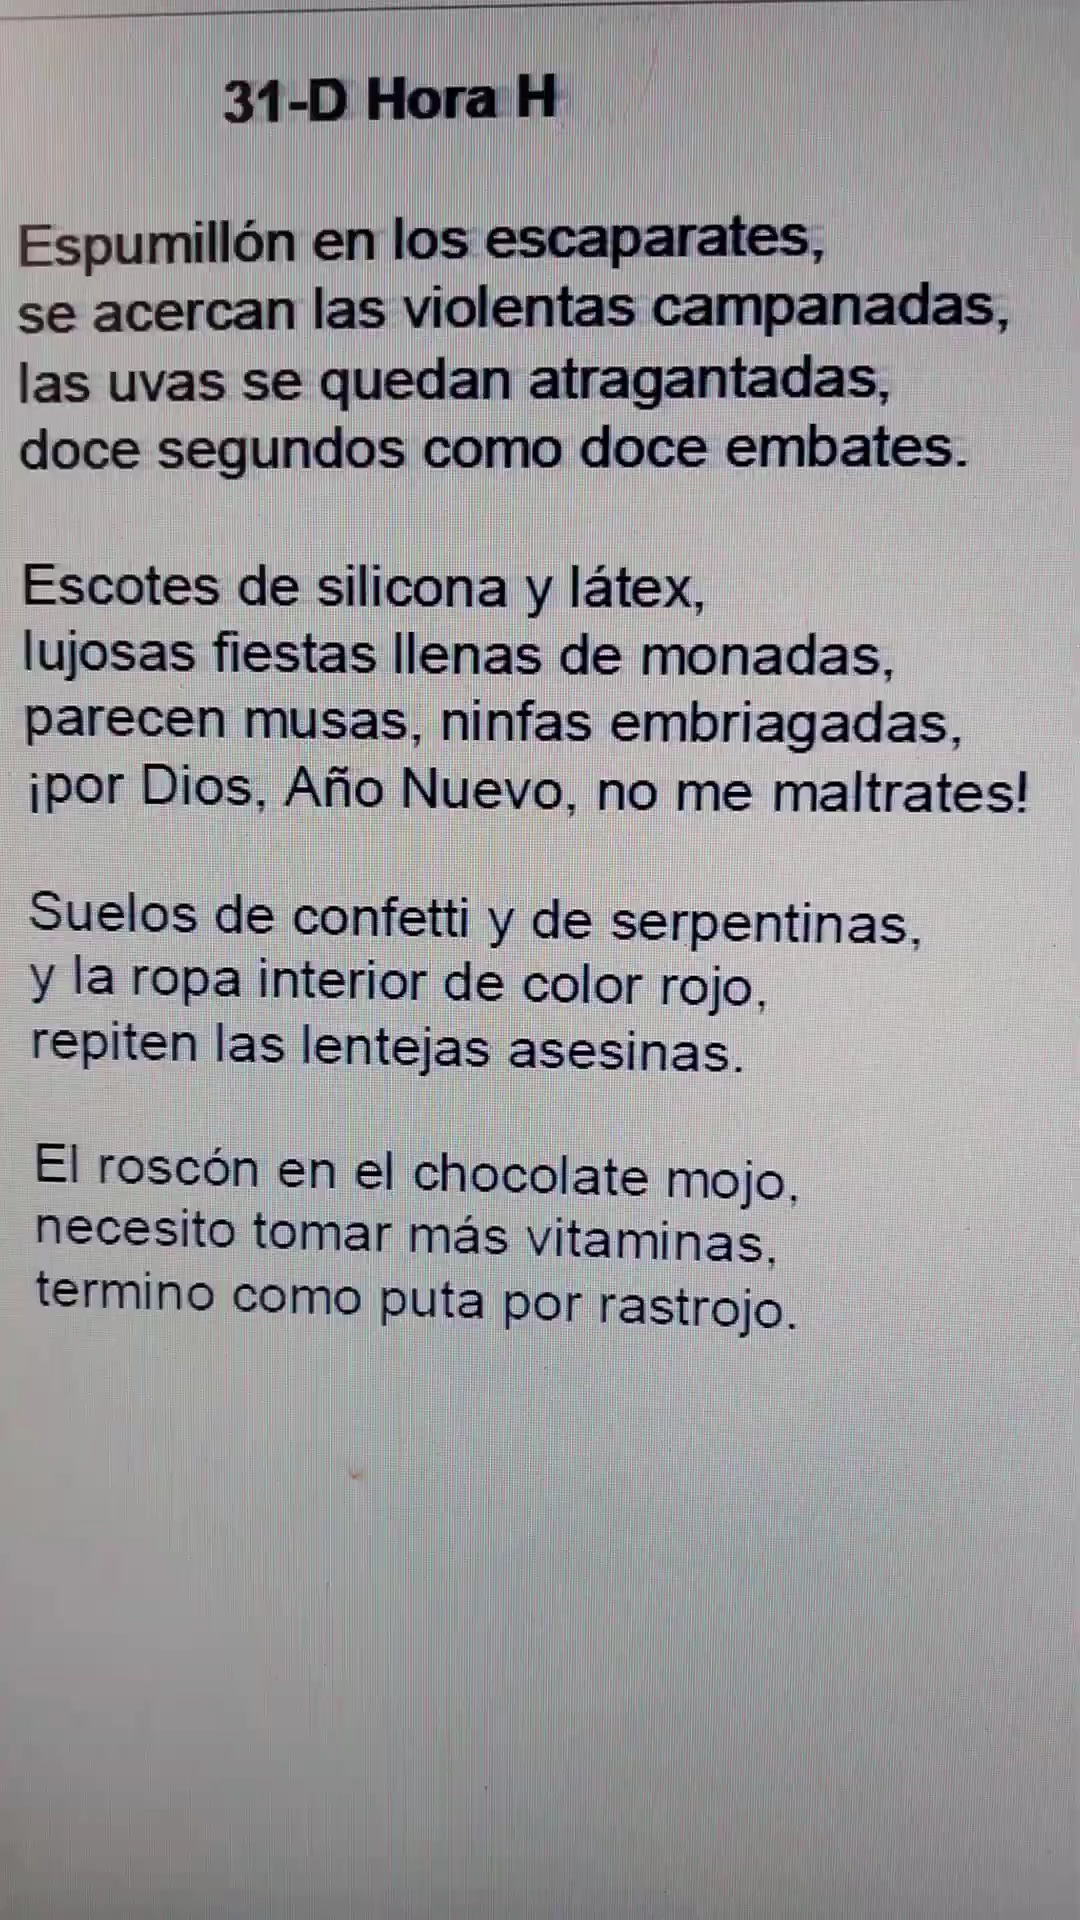 31-D Hora H
Espumillón en los escaparates,
se acercan las violentas campanadas,
las uvas se quedan atragantadas,
doce segundos como doce embates.
Escotes de silicona y látex,
lujosas fiestas llenas de monadas,
parecen musas, ninfas embriagadas,
¡por Dios, Año Nuevo, no me maltrates!
Suelos de confetti y de serpentinas,
y la ropa interior de color rojo,
repiten las lentejas asesinas.
El roscón en el chocolate mojo,
necesito tomar más vitaminas,
termino como puta por rastrojo.